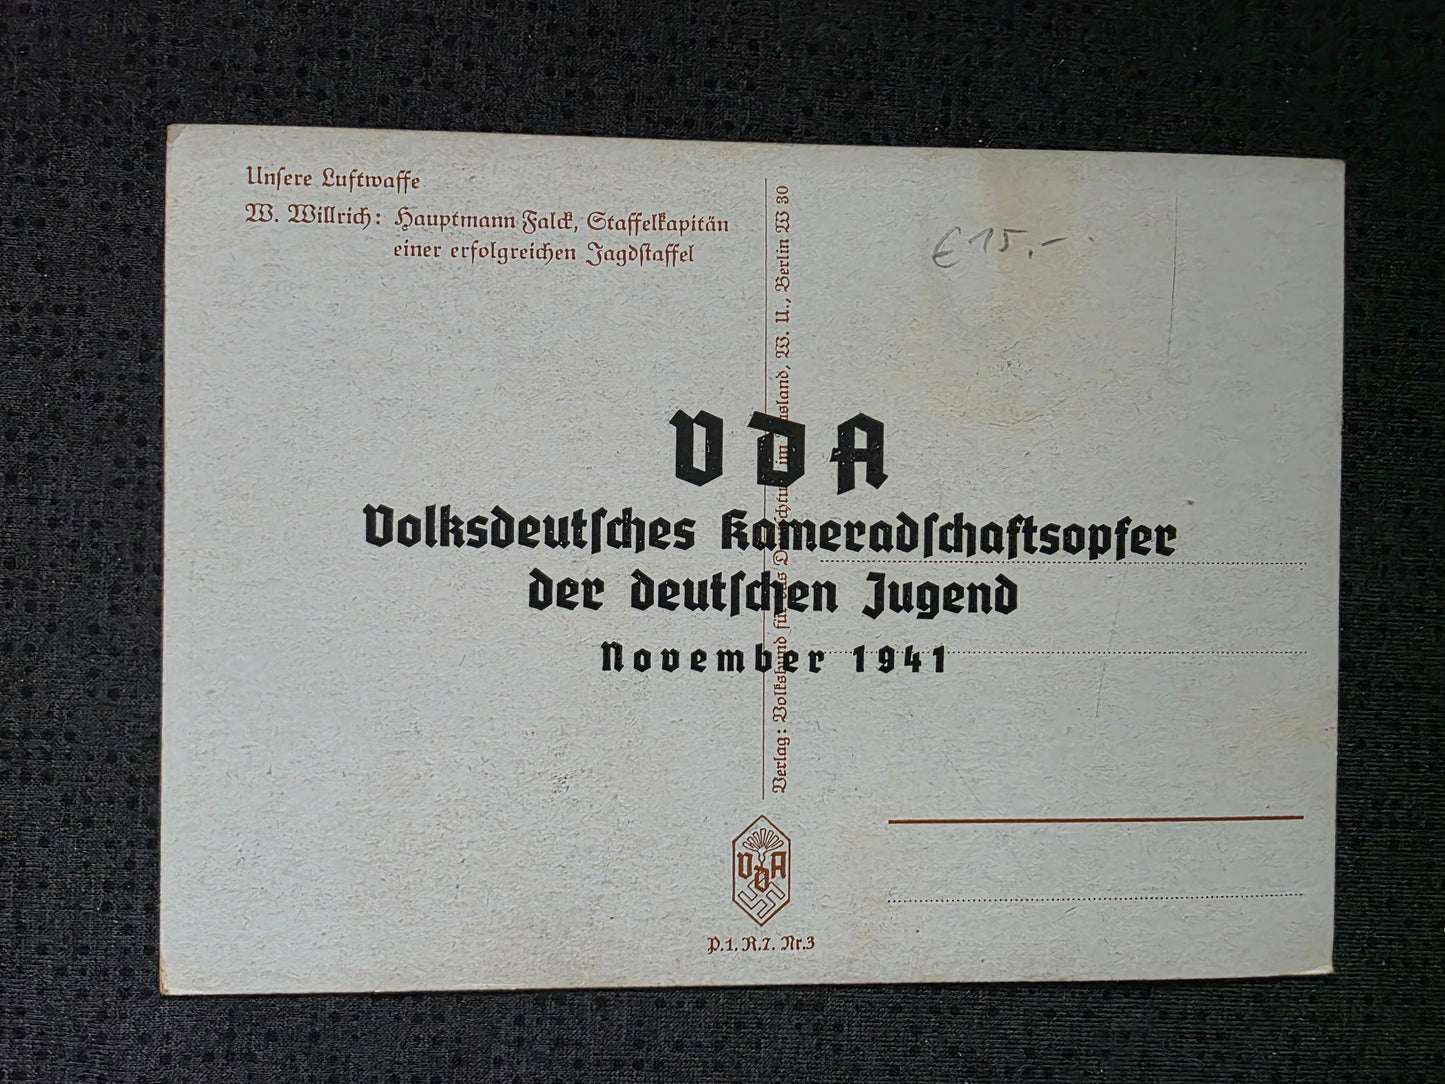 Unſere Luftwaffe
W. Willrich: Hauptmann Falck, Staffelkapitän
einer erfolgreichen Jagdſtaffel
€ 15.-
VDA
Volksdeutſches Kameradſchaftsopfer
der deutſchen Jugend
November 1941
Verlag: Volksbund für das Deutſchtum im Ausland, W. U., Berlin W 30
VDA
P.1. R.7. Nr.3